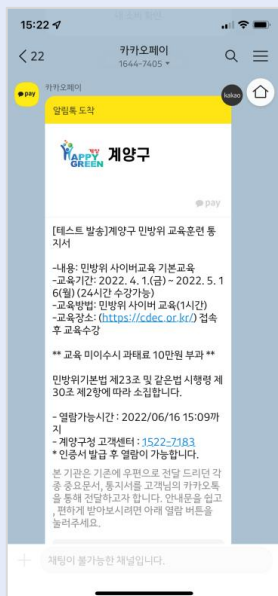 15:22
< 22
카카오페이
1644-7405
pay
카카오페이
kakao
알림톡 도착
HAPPY 계양
GREEN
계양구
pay
[테스트 발송]계양구 민방위 교육훈련 통
지서
-내용: 민방위 사이버교육 기본교육
-교육기간: 2022. 4. 1.(금) ~ 2022. 5. 1
6(월) (24시간 수강가능)
-교육방법: 민방위 사이버 교육(1시간)
-교육장소: (https://cdec.or.kr/) 접속
후 교육수강
** 교육 미이수시 과태료 10만원 부과 **
민방위기본법 제23조 및 같은법 시행령 제
30조 제2항에 따라 소집합니다.
- 열람가능시간 : 2022/06/16 15:09까
지
- 계양구청 고객센터 : 1522-7183
* 인증서 발급 후 열람이 가능합니다.
본 기관은 기존에 우편으로 전달 드리던 각
종 중요문서, 통지서를 고객님의 카카오톡
을 통해 전달하고자 합니다. 안내문을 쉽고
, 편하게 받아보시려면 아래 열람 버튼을
눌러주세요.
채팅이 불가능한 채널입니다.